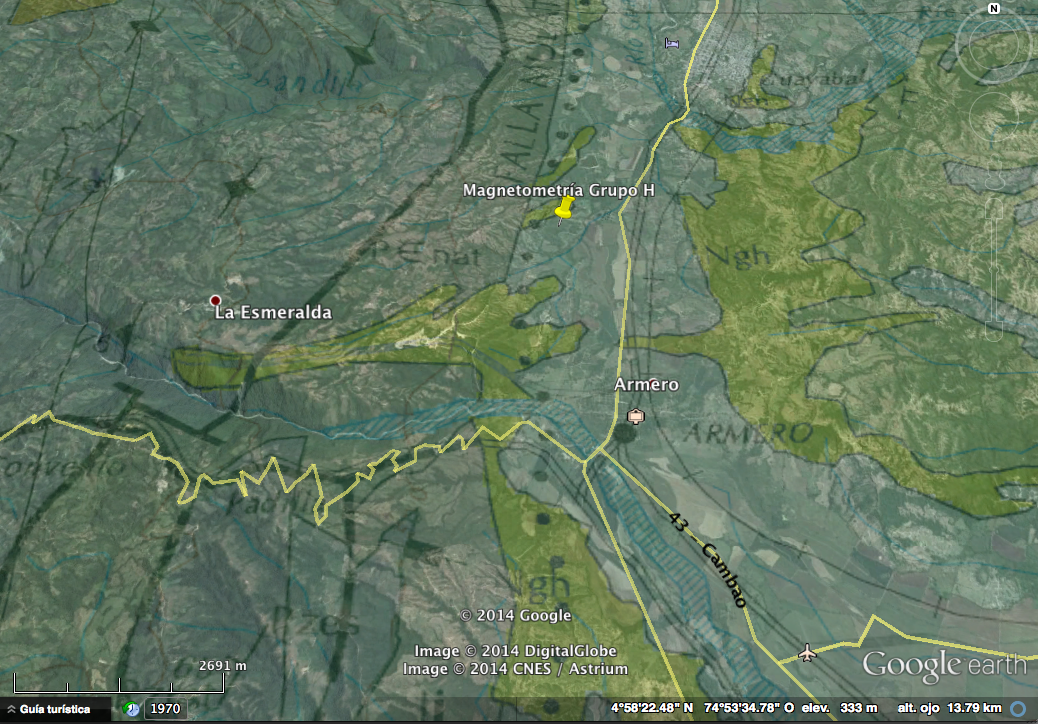 N
Guayabal
Magnetometría Grupo H
Ngh
La Esmeralda
Armero
ARMERO
43
Cambao
Ngh
© 2014 Google
Image © 2014 DigitalGlobe
Image © 2014 CNES / Astrium
2691 m
Google earth
Guía turística
1970
4°58'22.48" N 74°53'34.78" O elev. 333 m alt. ojo 13.79 km